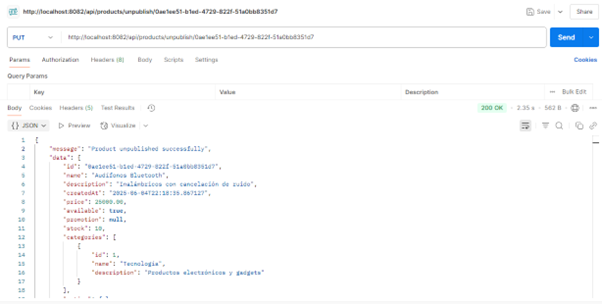 http://localhost:8082/api/products/unpublish/0ae1ee51-b1ed-4729-822f-51a0bb8351d7
Save
Share
PUT
http://localhost:8082/api/products/unpublish/0ae1ee51-b1ed-4729-822f-51a0bb8351d7
Send
Params Authorization Headers (8) Body Scripts Settings
Cookies
Query Params
Key Value Description Bulk Edit
Body Cookies Headers (5) Test Results
200 OK 2.35 s 563 B
{} JSON Preview Visualize
1 {
2 "message": "Product unpublished successfully",
3 "data": {
4 "id": "0ae1ee51-b1ed-4729-822f-51a0bb8351d7",
5 "name": "Audífonos Bluetooth",
6 "description": "Inalámbricos con cancelación de ruido",
7 "createdAt": "2025-06-04T22:18:35.867127",
8 "price": 25000.00,
9 "available": true,
10 "promotion": null,
11 "stock": 10,
12 "categories": [
13 {
14 "id": 1,
15 "name": "Tecnología",
16 "description": "Productos electrónicos y gadgets"
17 }
18 ],